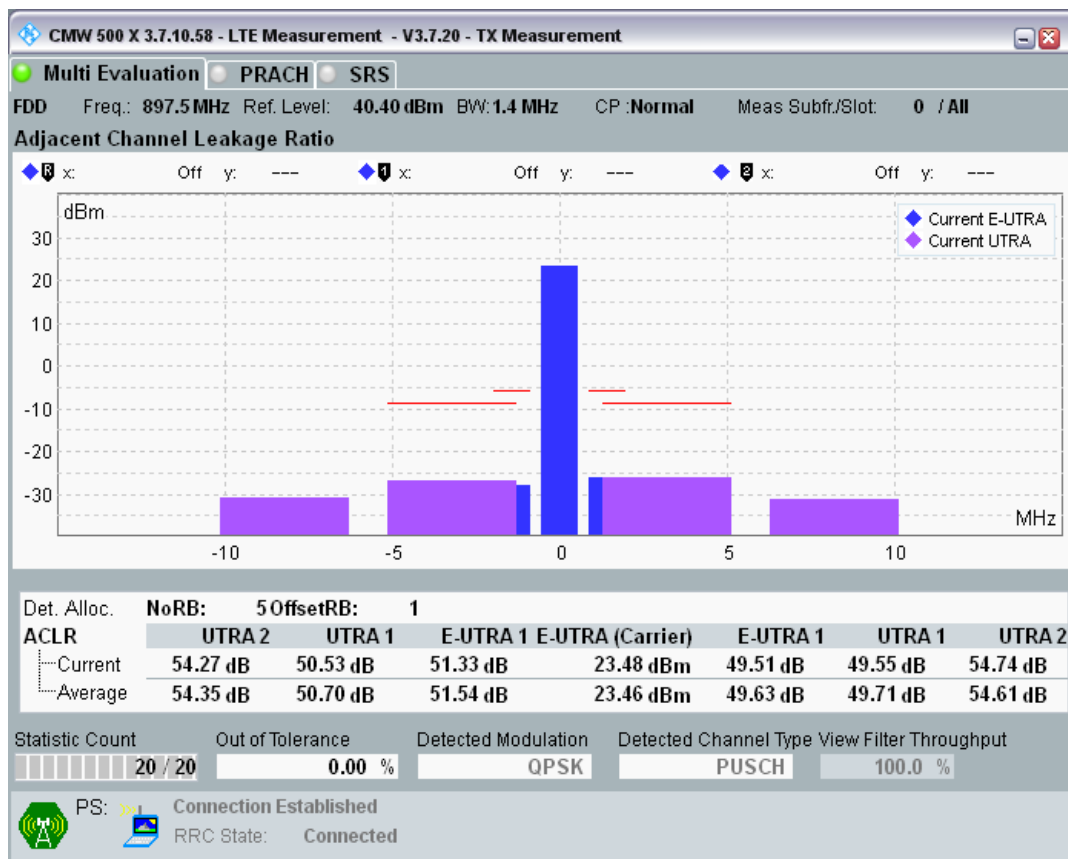 CMW 500 X 3.7.10.58 - LTE Measurement - V3.7.20 - TX Measurement
Multi Evaluation PRACH SRS
FDD Freq.: 897.5 MHz Ref. Level: 40.40 dBm BW: 1.4 MHz CP :Normal Meas Subfr./Slot: 0 / All
Adjacent Channel Leakage Ratio
R x: Off y: --- 1 x: Off y: --- 2 x: Off y: ---
dBm
Current E-UTRA
Current UTRA
30
20
10
0
-10
-20
-30
MHz
-10 -5 0 5 10
Det. Alloc. NoRB: 5 OffsetRB: 1
ACLR UTRA 2 UTRA 1 E-UTRA 1 E-UTRA (Carrier) E-UTRA 1 UTRA 1 UTRA 2
Current 54.27 dB 50.53 dB 51.33 dB 23.48 dBm 49.51 dB 49.55 dB 54.74 dB
Average 54.35 dB 50.70 dB 51.54 dB 23.46 dBm 49.63 dB 49.71 dB 54.61 dB
Statistic Count Out of Tolerance Detected Modulation Detected Channel Type View Filter Throughput
20 / 20 0.00 % QPSK PUSCH 100.0 %
PS: Connection Established
RRC State: Connected